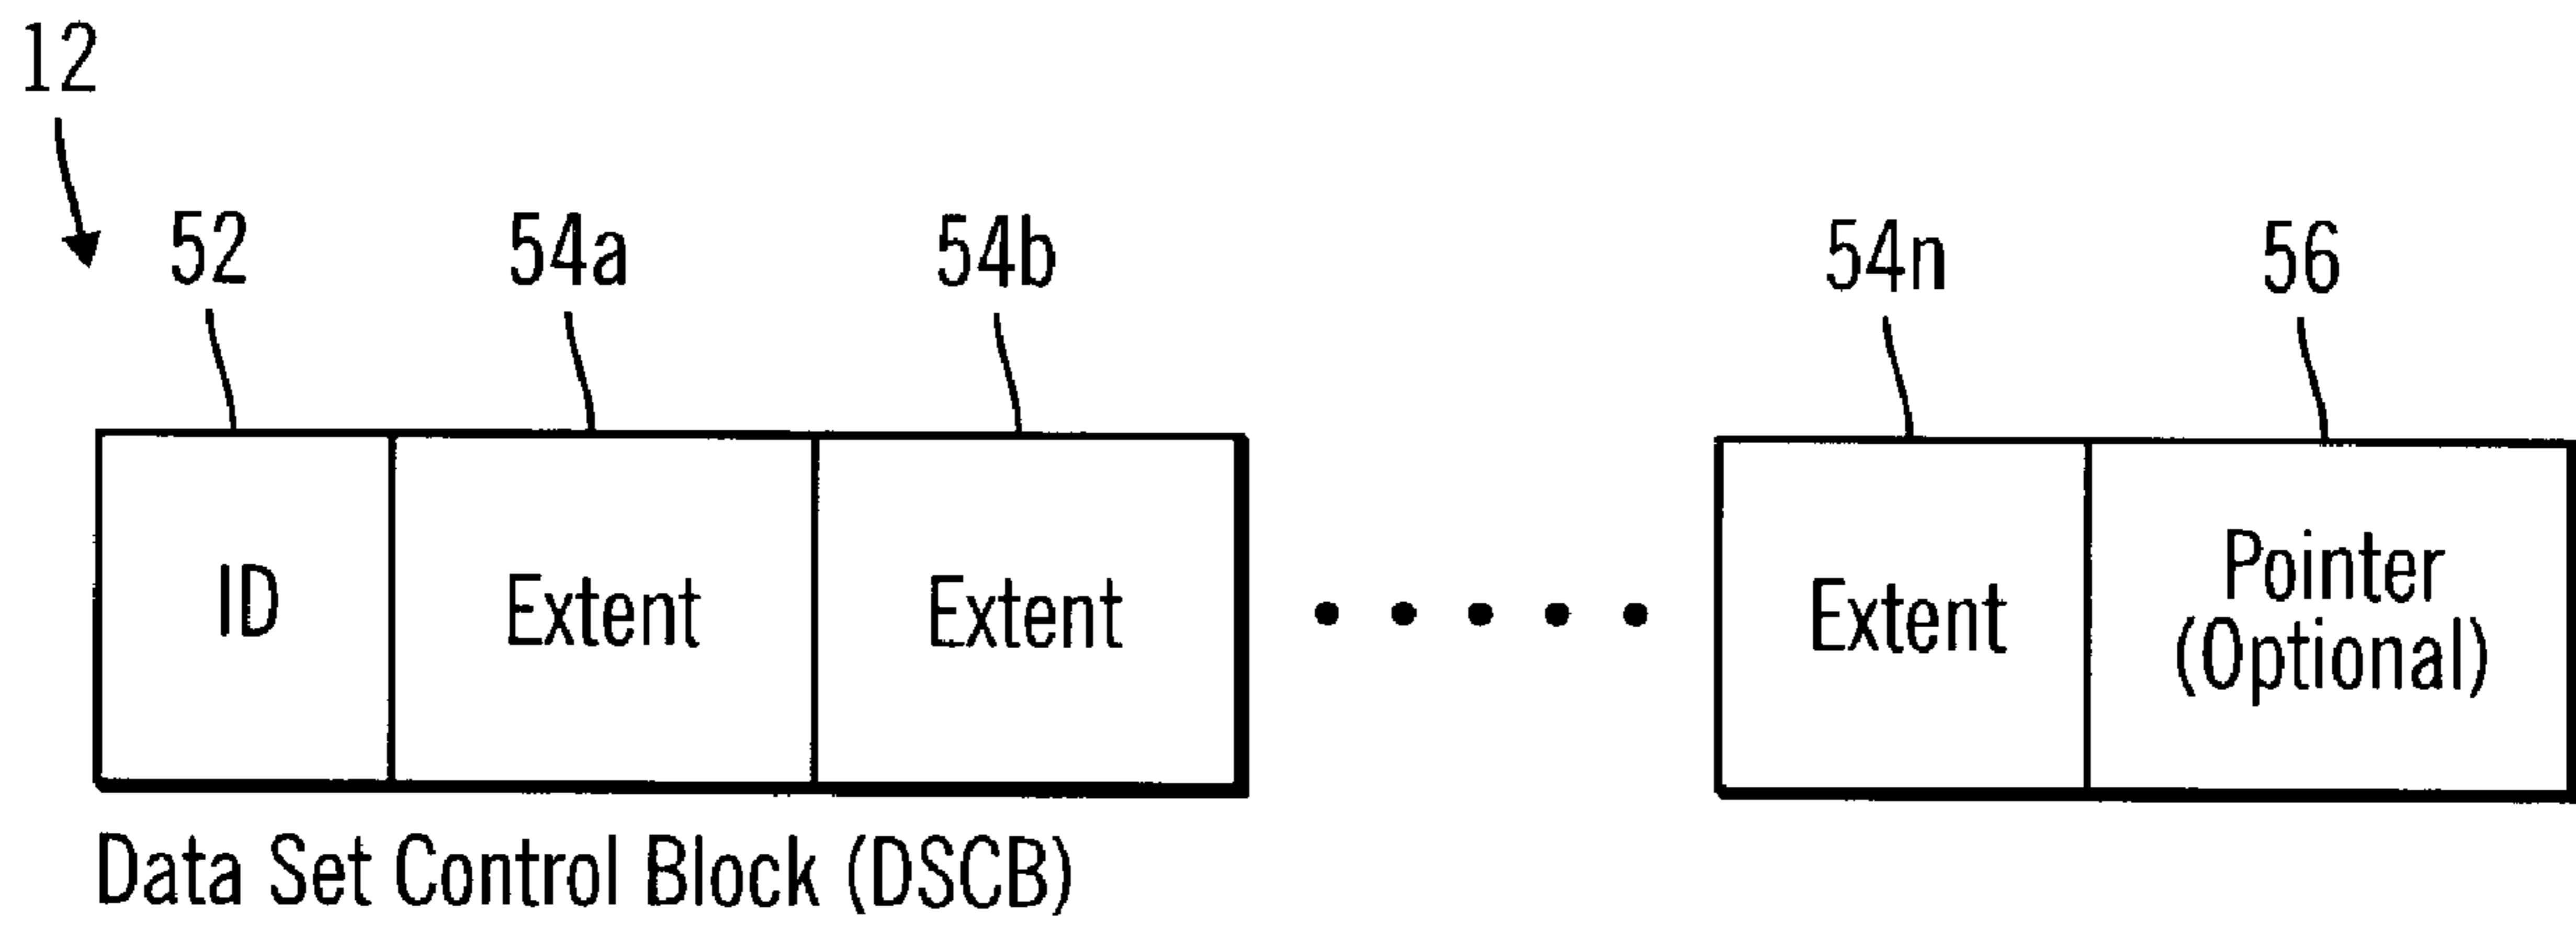 12
52
54a
54b
54n
56
ID
Extent
Extent
Extent
Pointer
(Optional)
Data Set Control Block (DSCB)